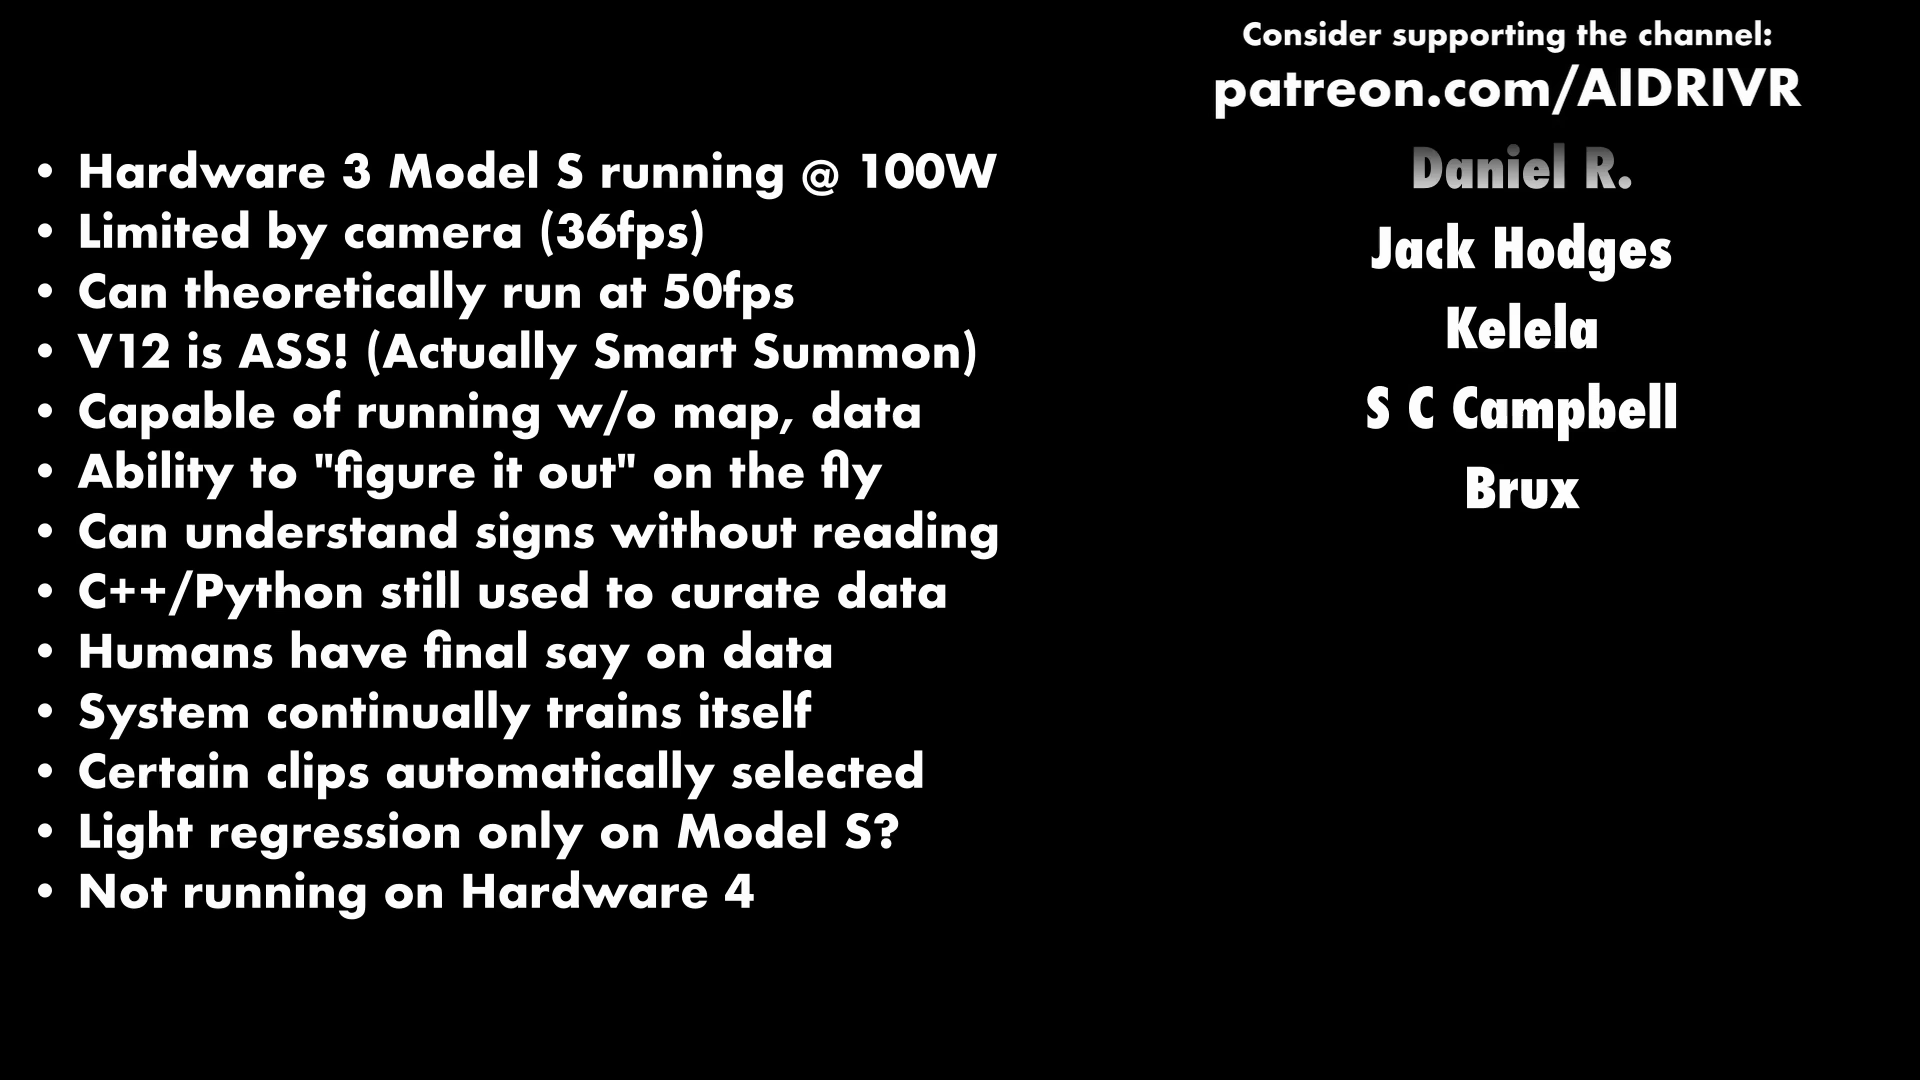 • Hardware 3 Model S running @ 100W
• Limited by camera (36fps)
• Can theoretically run at 50fps
• V12 is ASS! (Actually Smart Summon)
• Capable of running w/o map, data
• Ability to "figure it out" on the fly
• Can understand signs without reading
• C++/Python still used to curate data
• Humans have final say on data
• System continually trains itself
• Certain clips automatically selected
• Light regression only on Model S?
• Not running on Hardware 4
Consider supporting the channel:
patreon.com/AIDRIVR
Daniel R.
Jack Hodges
Kelela
S C Campbell
Brux